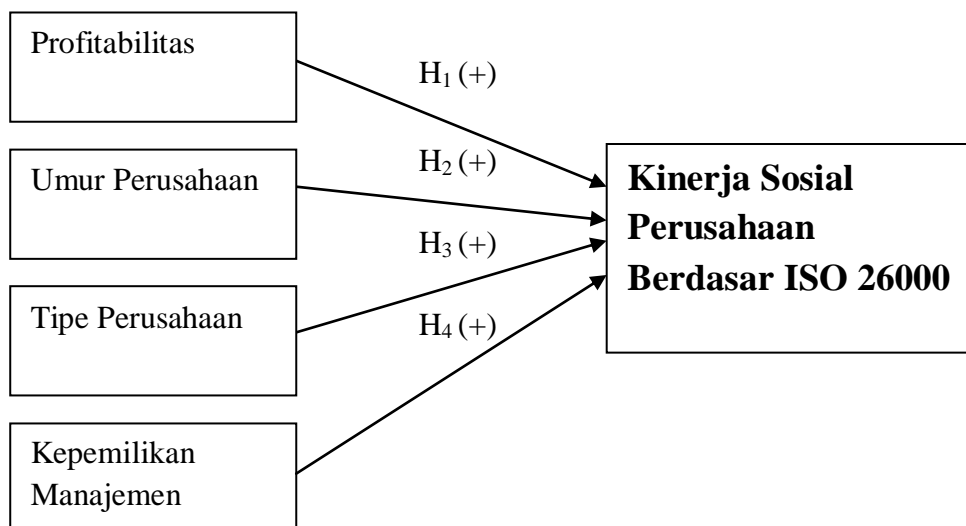 Profitabilitas
H₁ (+)
Umur Perusahaan
H₂ (+)
Kinerja Sosial
Perusahaan
Berdasar ISO 26000
H₃ (+)
Tipe Perusahaan
H₄ (+)
Kepemilikan
Manajemen